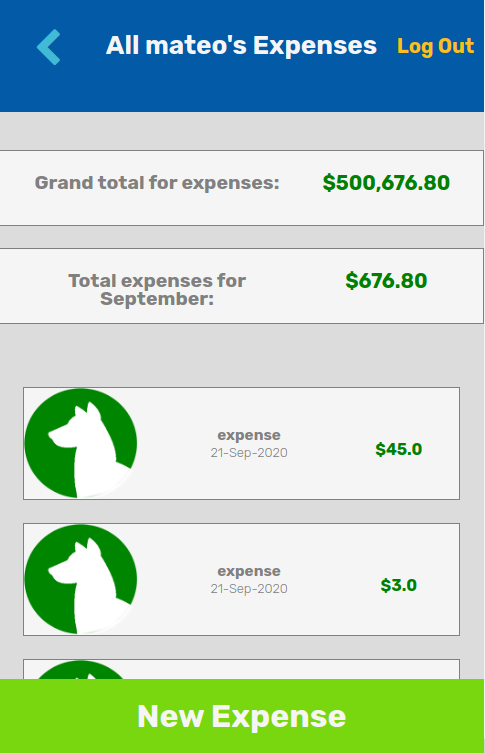 All mateo's Expenses
Log Out
Grand total for expenses:
$500,676.80
Total expenses for
September:
$676.80
expense
21-Sep-2020
$45.0
expense
21-Sep-2020
$3.0
New Expense